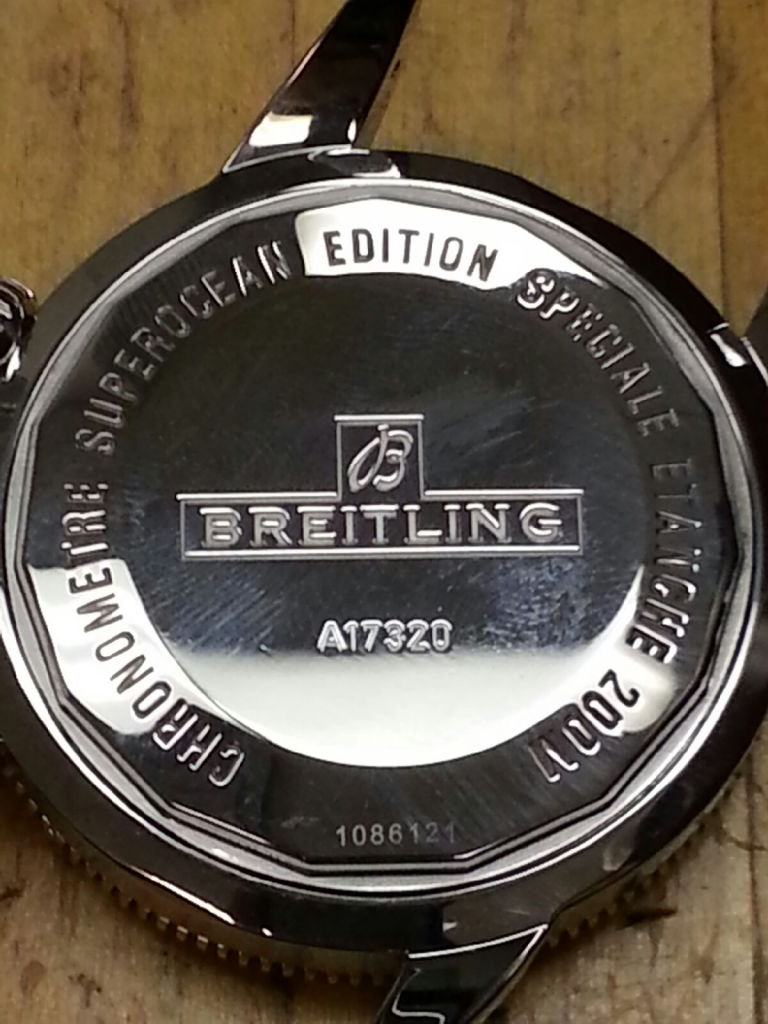 CHRONOMETRE SUPEROCEAN EDITION SPECIALE ETANCHE 200M
B
BREITLING
A17320
1086121